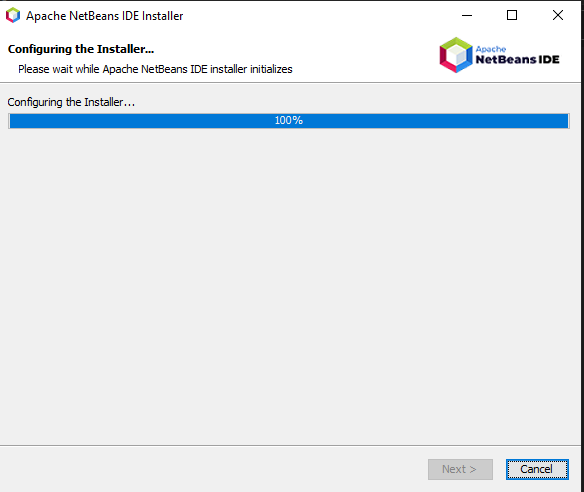 Apache NetBeans IDE Installer
Configuring the Installer...
Please wait while Apache NetBeans IDE installer initializes
Apache
NetBeans IDE
Configuring the Installer...
100%
Next >
Cancel